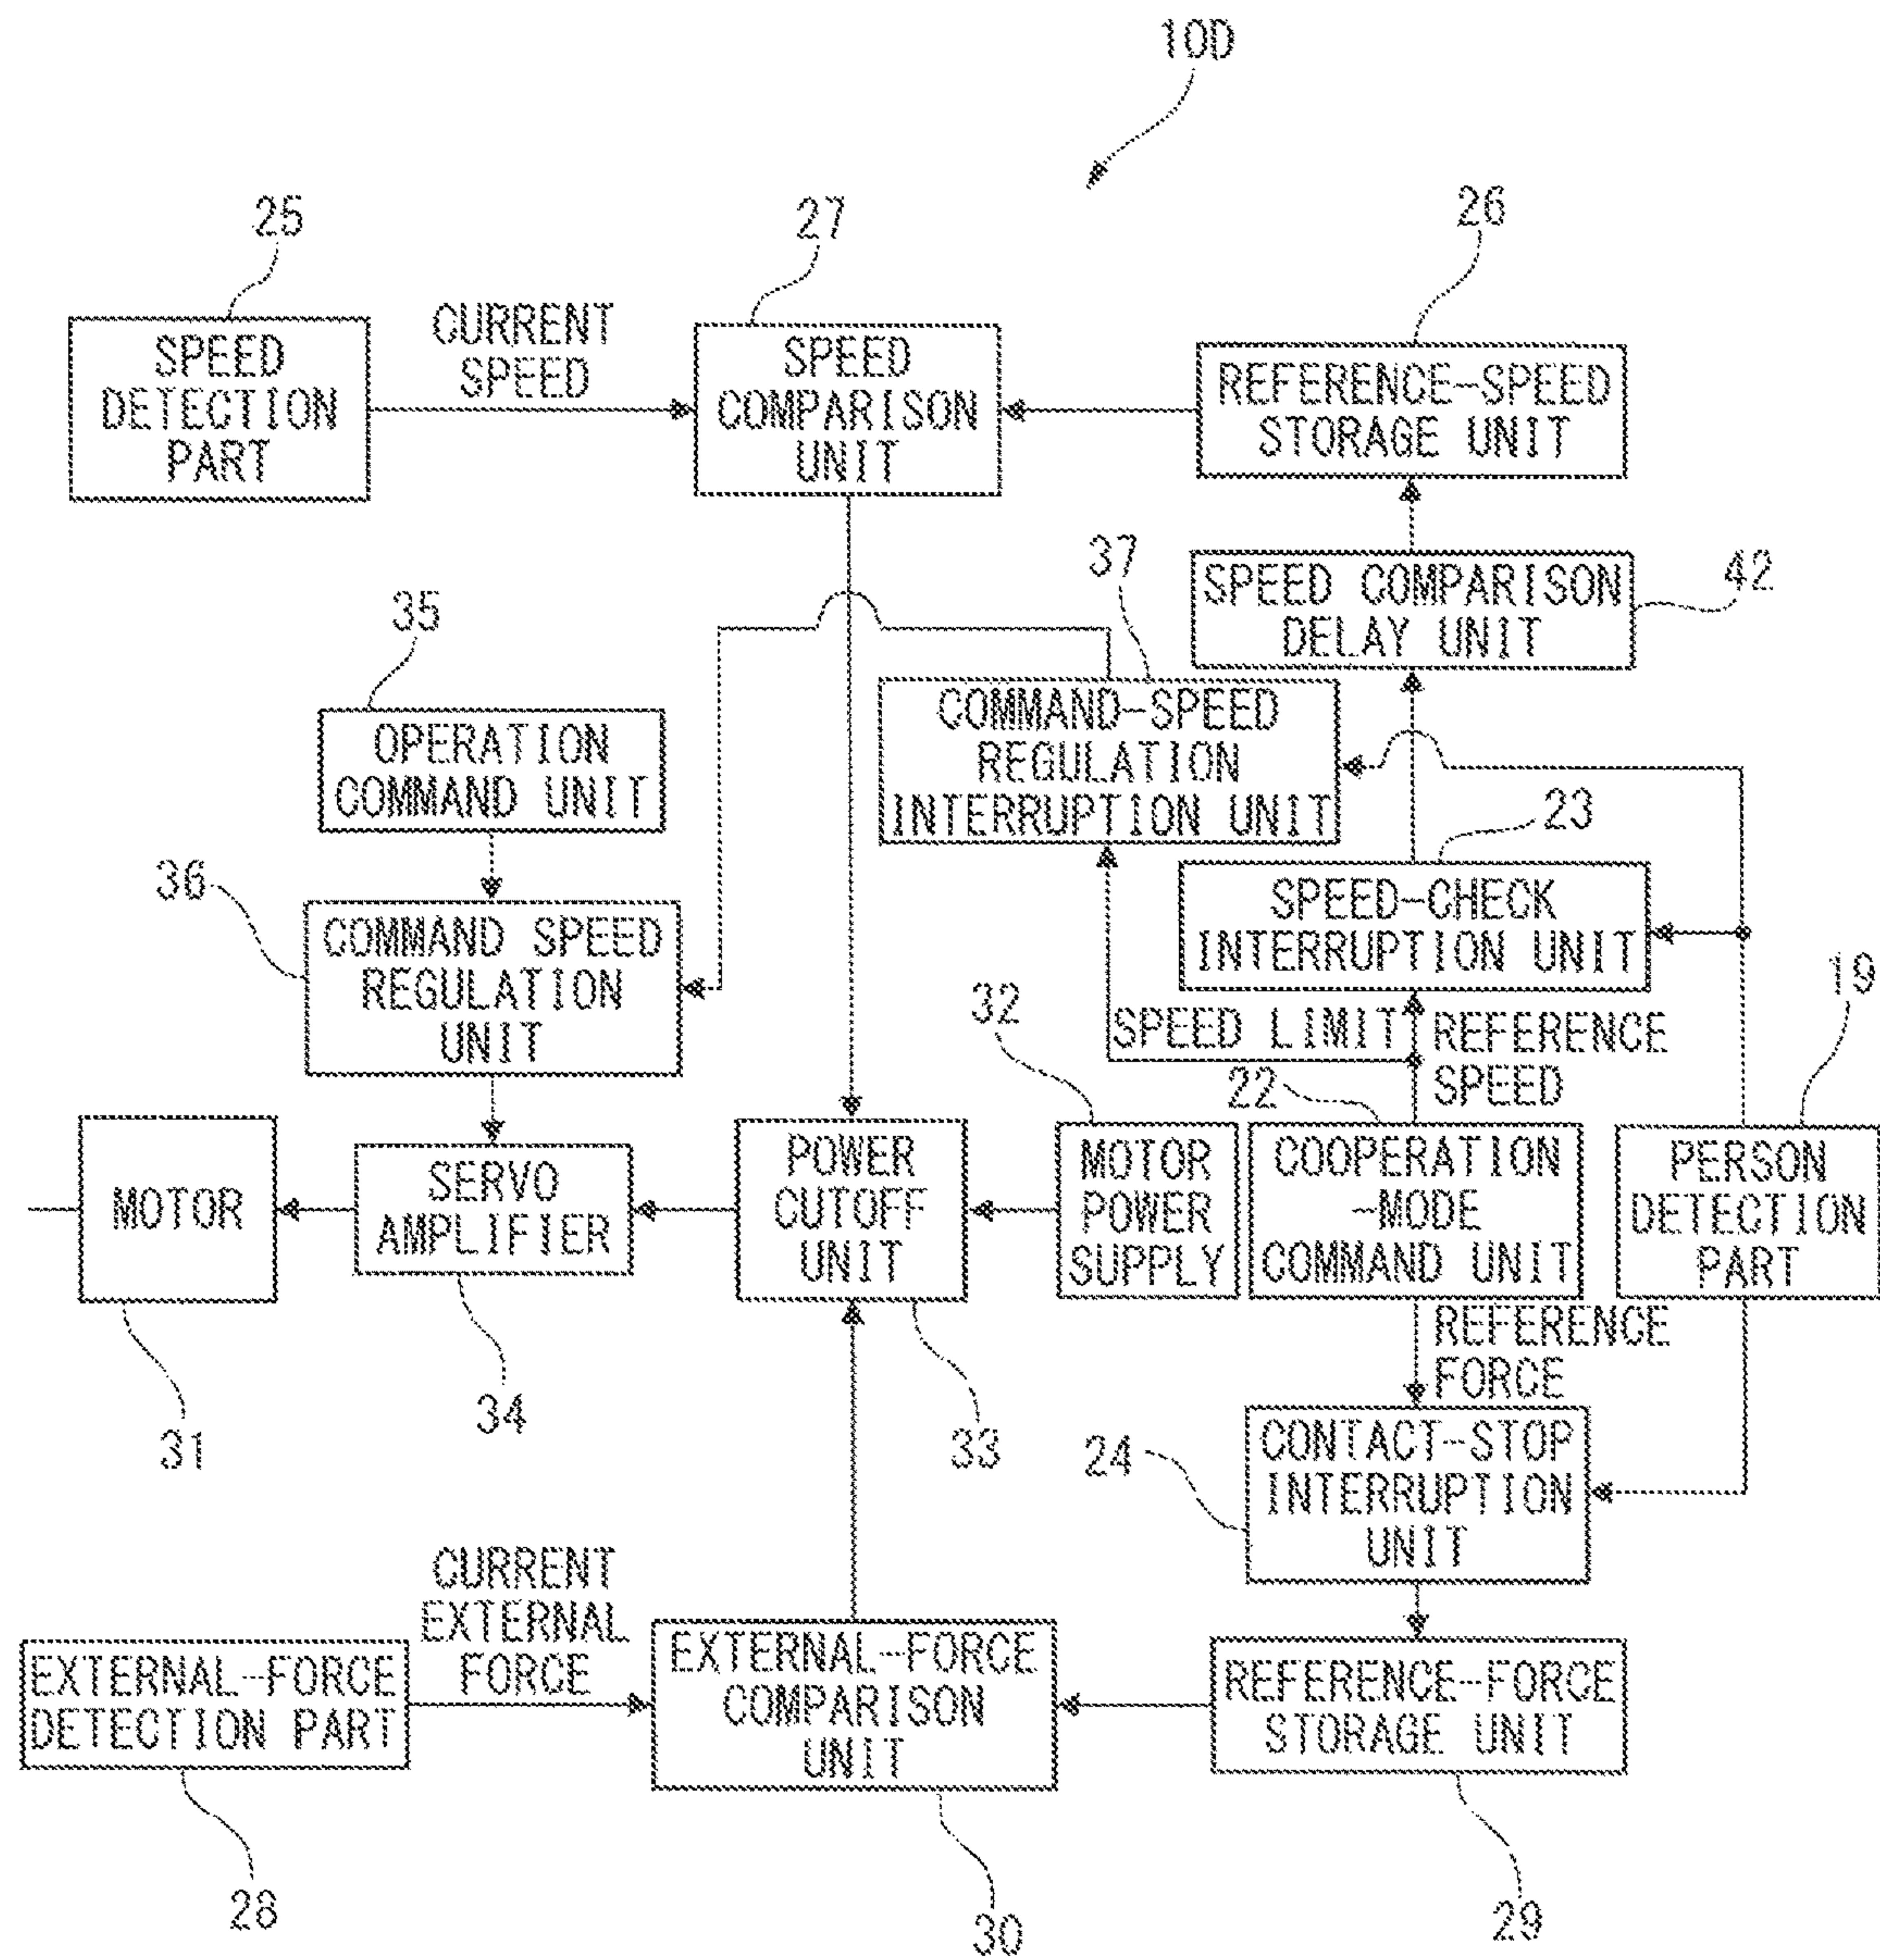 10D
25
27
26
SPEED
DETECTION
PART
CURRENT
SPEED
SPEED
COMPARISON
UNIT
REFERENCE-SPEED
STORAGE UNIT
37
SPEED COMPARISON
DELAY UNIT
42
35
OPERATION
COMMAND UNIT
COMMAND-SPEED
REGULATION
INTERRUPTION UNIT
23
36
COMMAND SPEED
REGULATION
UNIT
SPEED-CHECK
INTERRUPTION UNIT
19
32
SPEED LIMIT
REFERENCE
SPEED
22
MOTOR
SERVO
AMPLIFIER
POWER
CUTOFF
UNIT
MOTOR
POWER
SUPPLY
COOPERATION
-MODE
COMMAND UNIT
PERSON
DETECTION
PART
REFERENCE
FORCE
31
34
33
24
CONTACT-STOP
INTERRUPTION
UNIT
CURRENT
EXTERNAL
FORCE
EXTERNAL-FORCE
DETECTION PART
EXTERNAL-FORCE
COMPARISON
UNIT
REFERENCE-FORCE
STORAGE UNIT
28
30
29